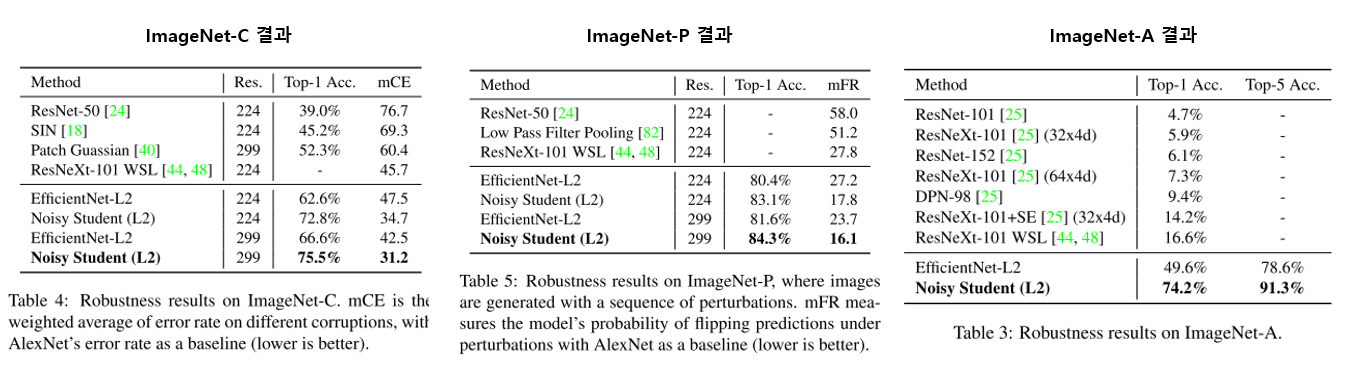 ImageNet-C 결과
Method Res. Top-1 Acc. mCE
ResNet-50 [24] 224 39.0% 76.7
SIN [18] 224 45.2% 69.3
Patch Guassian [40] 299 52.3% 60.4
ResNeXt-101 WSL [44, 48] 224 - 45.7
EfficientNet-L2 224 62.6% 47.5
Noisy Student (L2) 224 72.8% 34.7
EfficientNet-L2 299 66.6% 42.5
Noisy Student (L2) 299 75.5% 31.2
Table 4: Robustness results on ImageNet-C. mCE is the
weighted average of error rate on different corruptions, with
AlexNet's error rate as a baseline (lower is better).
ImageNet-P 결과
Method Res. Top-1 Acc. mFR
ResNet-50 [24] 224 - 58.0
Low Pass Filter Pooling [82] 224 - 51.2
ResNeXt-101 WSL [44, 48] 224 - 27.8
EfficientNet-L2 224 80.4% 27.2
Noisy Student (L2) 224 83.1% 17.8
EfficientNet-L2 299 81.6% 23.7
Noisy Student (L2) 299 84.3% 16.1
Table 5: Robustness results on ImageNet-P, where images
are generated with a sequence of perturbations. mFR mea-
sures the model's probability of flipping predictions under
perturbations with AlexNet as a baseline (lower is better).
ImageNet-A 결과
Method Top-1 Acc. Top-5 Acc.
ResNet-101 [25] 4.7% -
ResNeXt-101 [25] (32x4d) 5.9% -
ResNet-152 [25] 6.1% -
ResNeXt-101 [25] (64x4d) 7.3% -
DPN-98 [25] 9.4% -
ResNeXt-101+SE [25] (32x4d) 14.2% -
ResNeXt-101 WSL [44, 48] 16.6% -
EfficientNet-L2 49.6% 78.6%
Noisy Student (L2) 74.2% 91.3%
Table 3: Robustness results on ImageNet-A.